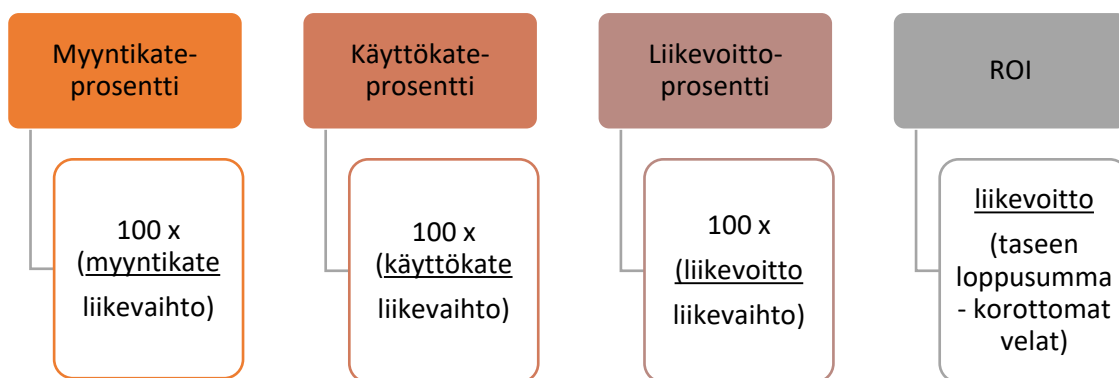 Myyntikate-
prosentti
100 x
(myyntikate
liikevaihto)
Käyttökate-
prosentti
100 x
(käyttökate
liikevaihto)
Liikevoitto-
prosentti
100 x
(liikevoitto
liikevaihto)
ROI
liikevoitto
(taseen
loppusumma
- korottomat
velat)